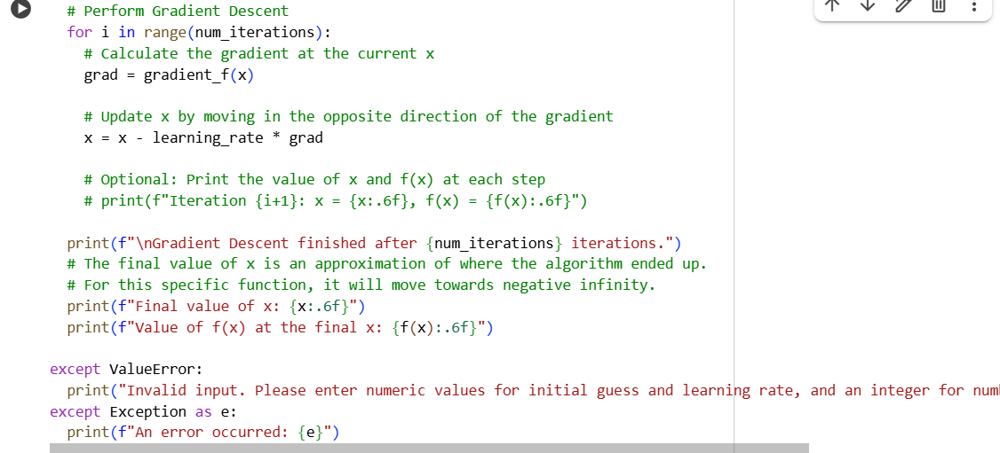 # Perform Gradient Descent
for i in range(num_iterations):
# Calculate the gradient at the current x
grad = gradient_f(x)
# Update x by moving in the opposite direction of the gradient
x = x - learning_rate * grad
# Optional: Print the value of x and f(x) at each step
# print(f"Iteration {i+1}: x = {x:.6f}, f(x) = {f(x):.6f}")
print(f"\nGradient Descent finished after {num_iterations} iterations.")
# The final value of x is an approximation of where the algorithm ended up.
# For this specific function, it will move towards negative infinity.
print(f"Final value of x: {x:.6f}")
print(f"Value of f(x) at the final x: {f(x):.6f}")
except ValueError:
print("Invalid input. Please enter numeric values for initial guess and learning rate, and an integer for
except Exception as e:
print(f"An error occurred: {e}")